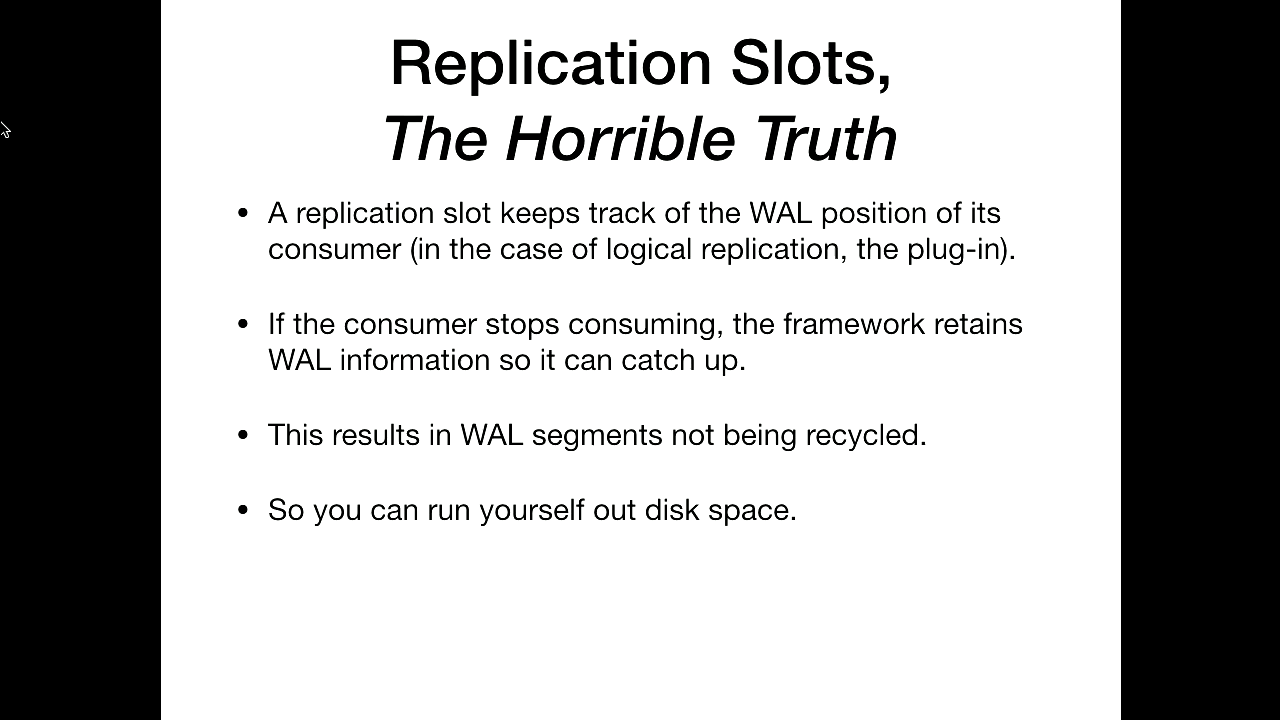 Replication Slots,
The Horrible Truth
• A replication slot keeps track of the WAL position of its
consumer (in the case of logical replication, the plug-in).
• If the consumer stops consuming, the framework retains
WAL information so it can catch up.
• This results in WAL segments not being recycled.
• So you can run yourself out disk space.